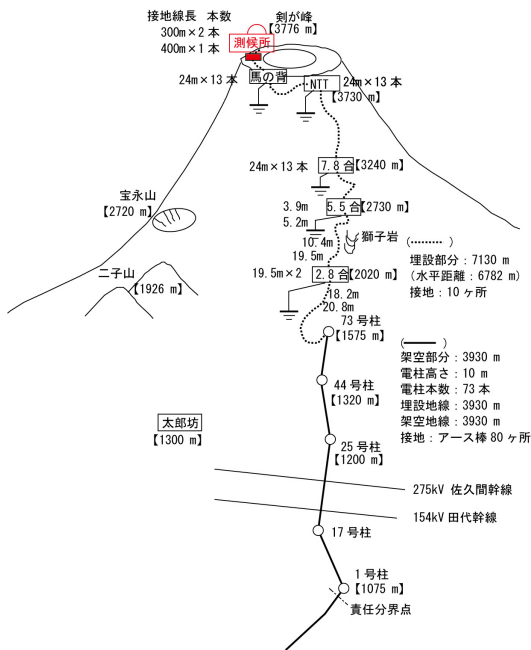 接地線長 本数
300m×2 本
400m×1 本
剣が峰
【3776 m】
測候所
24m×13 本
馬の背
NTT
24m×13 本
【3730 m】
24m×13本
7.8 合【3240 m】
宝永山
【2720 m】
3.9m
5.2m
5.5 合【2730 m】
10.4m
19.5m
獅子岩
二子山
【1926 m】
19.5m×2
2.8 合【2020 m】
18.2m
20.8m
( )
埋設部分：7130 m
(水平距離：6782 m)
接地：10ヶ所
73 号柱
【1575 m】
( )
架空部分：3930 m
電柱高さ：10 m
電柱本数：73 本
埋設地線：3930 m
架空地線：3930 m
接地：アース棒 80ヶ所
44 号柱
【1320 m】
太郎坊
【1300 m】
25 号柱
【1200 m】
275kV 佐久間幹線
154kV 田代幹線
17 号柱
1 号柱
【1075 m】
責任分界点